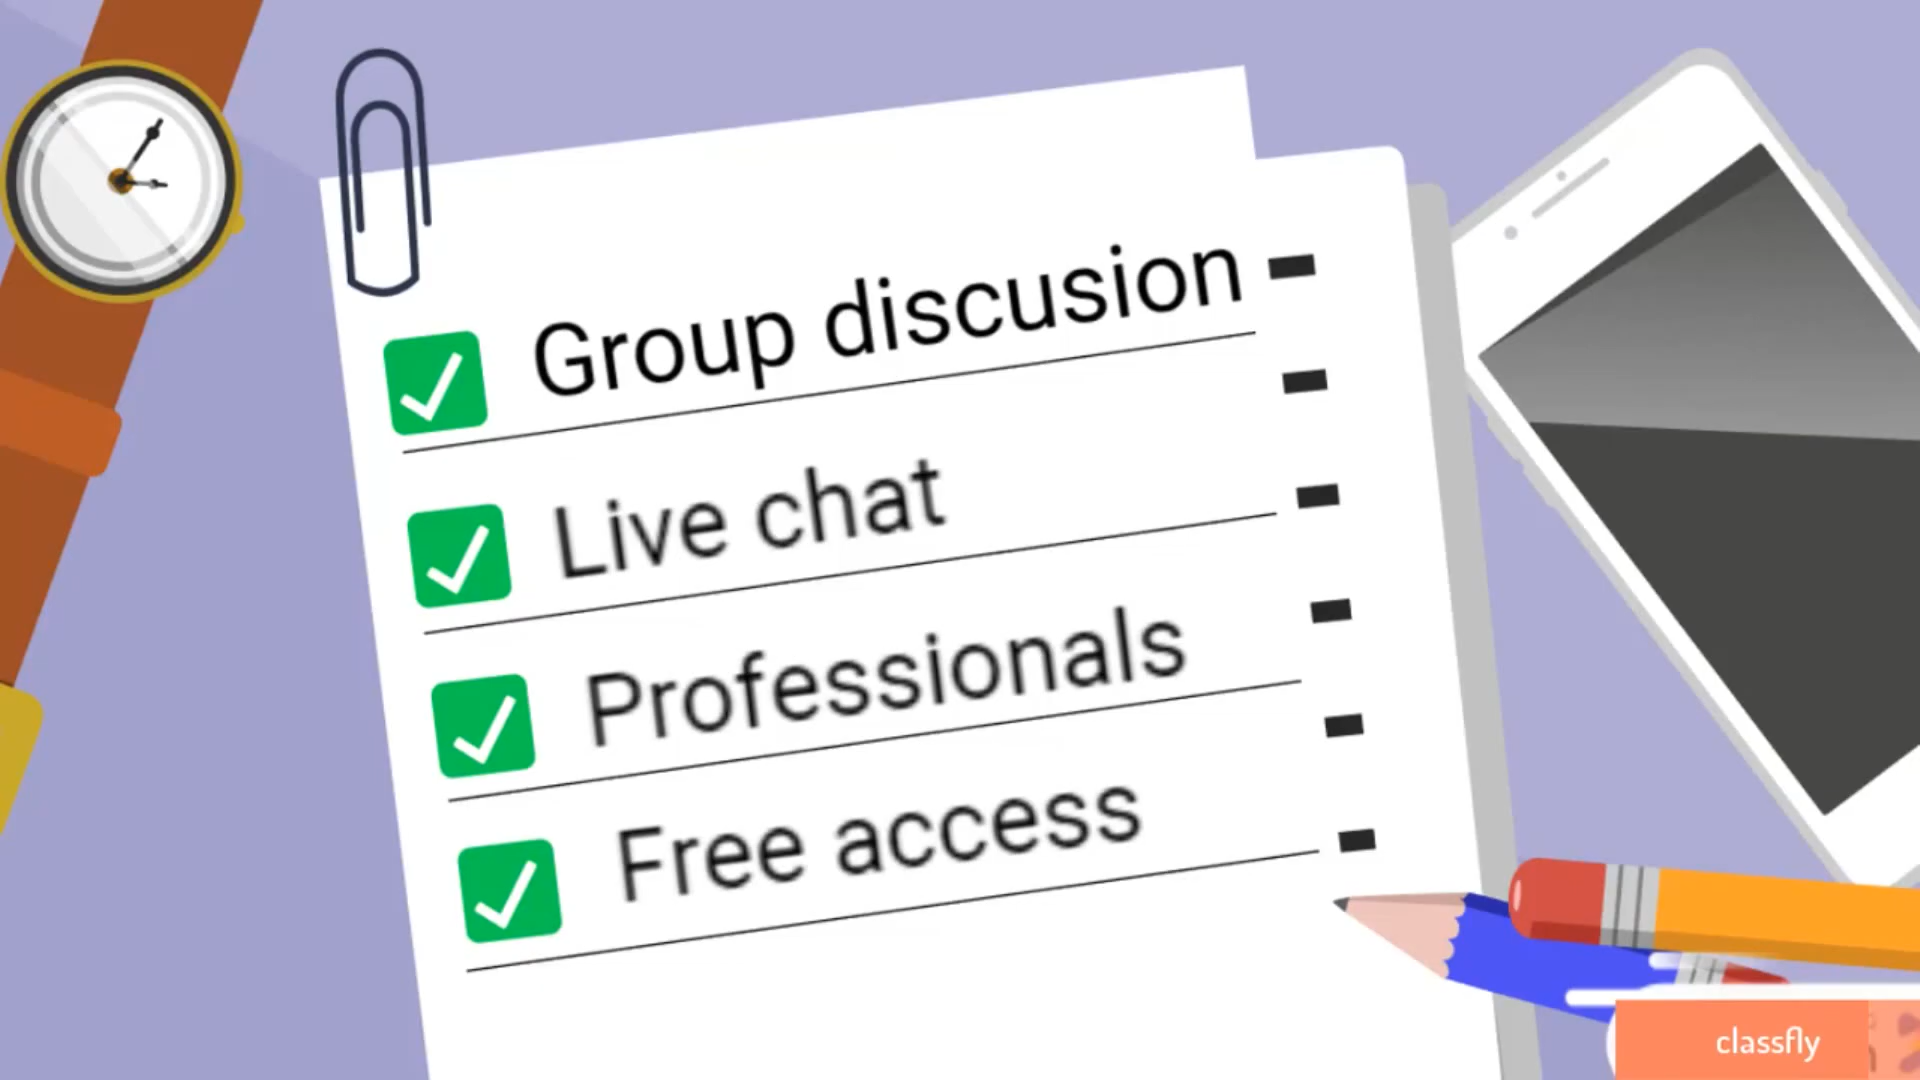 Group discusion
Live chat
Professionals
Free access
classfly